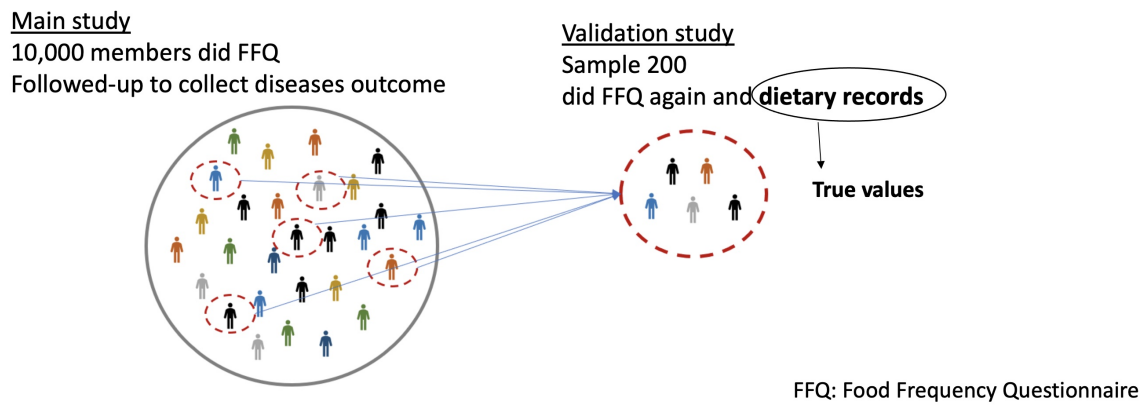 Main study
10,000 members did FFQ
Followed-up to collect diseases outcome
Validation study
Sample 200
did FFQ again and dietary records
True values
FFQ: Food Frequency Questionnaire